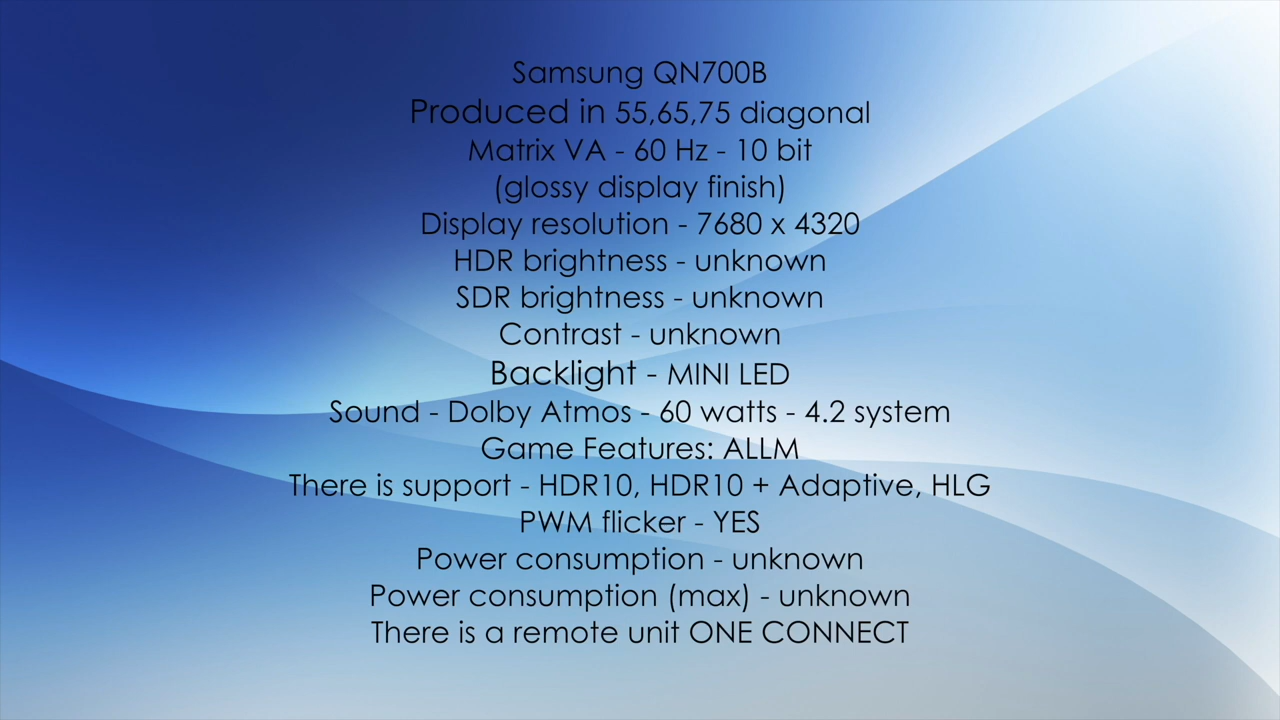 Samsung QN700B
Produced in 55,65,75 diagonal
Matrix VA - 60 Hz - 10 bit
(glossy display finish)
Display resolution - 7680 x 4320
HDR brightness - unknown
SDR brightness - unknown
Contrast - unknown
Backlight - MINI LED
Sound - Dolby Atmos - 60 watts - 4.2 system
Game Features: ALLM
There is support - HDR10, HDR10 + Adaptive, HLG
PWM flicker - YES
Power consumption - unknown
Power consumption (max) - unknown
There is a remote unit ONE CONNECT